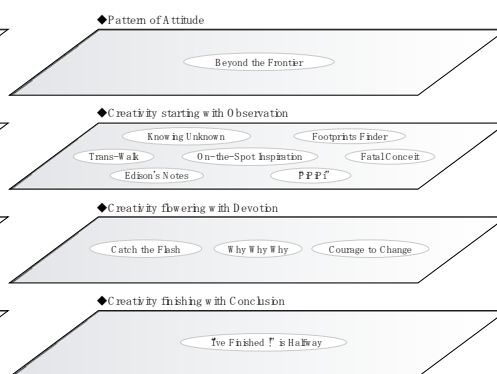 ◆Pattern of Attitude
Beyond the Frontier
◆Creativity starting with Observation
Knowing Unknown Footprints Finder
Trans-Walk On-the-Spot Inspiration Fatal Conceit
Edison's Notes "PiPiPi"
◆Creativity flowering with Devotion
Catch the Flash Why Why Why Courage to Change
◆Creativity finishing with Conclusion
"I've Finished !" is Halfway